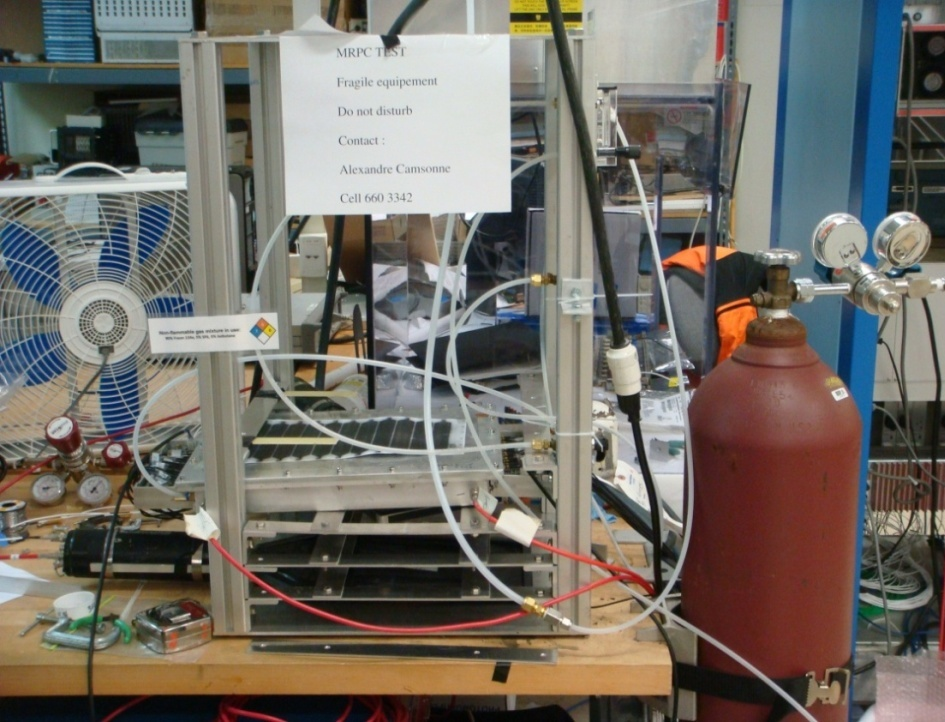 MRPC TEST
Fragile equipement
Do not disturb
Contact :
Alexandre Camsonne
Cell 660 3342
Non-flammable gas mixture in use: